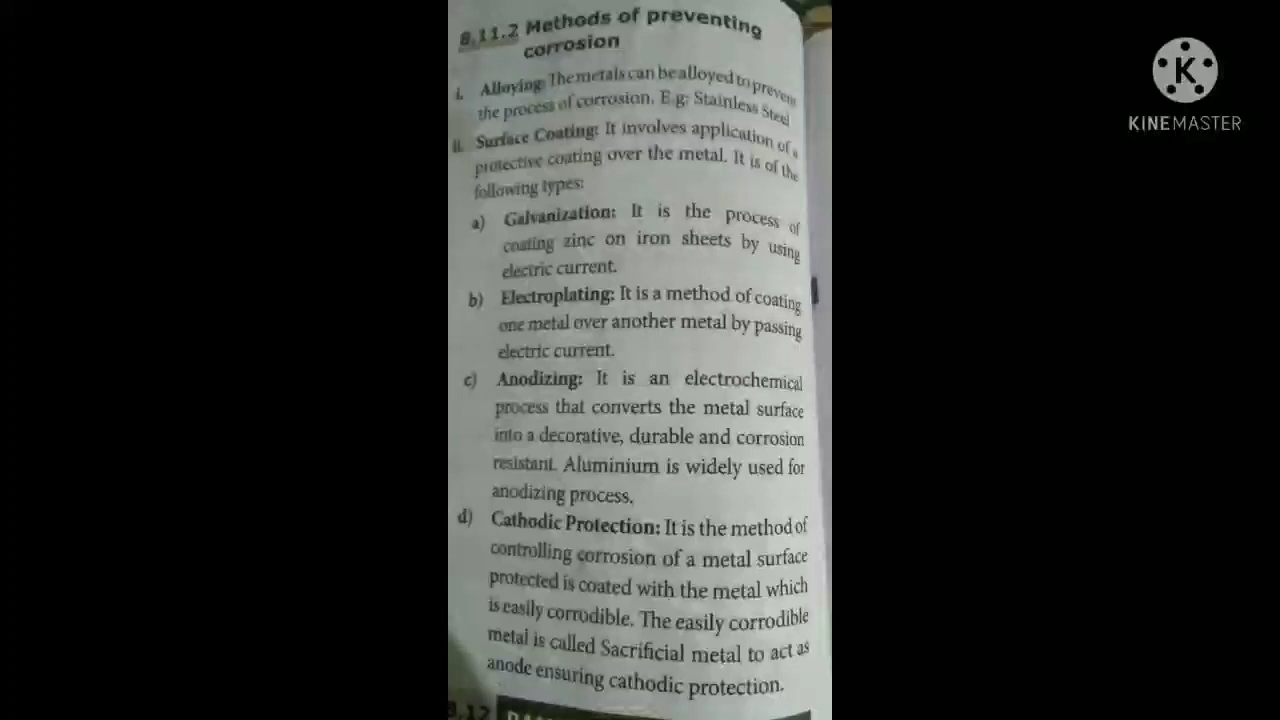 8.11.2 Methods of preventing
corrosion
i. Alloying: The metals can be alloyed to prevent
the process of corrosion. E.g: Stainless Steel
ii. Surface Coating: It involves application of a
protective coating over the metal. It is of the
following types:
a) Galvanization: It is the process of
coating zinc on iron sheets by using
electric current.
b) Electroplating: It is a method of coating
one metal over another metal by passing
electric current.
c) Anodizing: It is an electrochemical
process that converts the metal surface
into a decorative, durable and corrosion
resistant. Aluminium is widely used for
anodizing process.
d) Cathodic Protection: It is the method of
controlling corrosion of a metal surface
protected is coated with the metal which
is easily corrodible. The easily corrodible
metal is called Sacrificial metal to act as
anode ensuring cathodic protection.
8.12
KINEMASTER